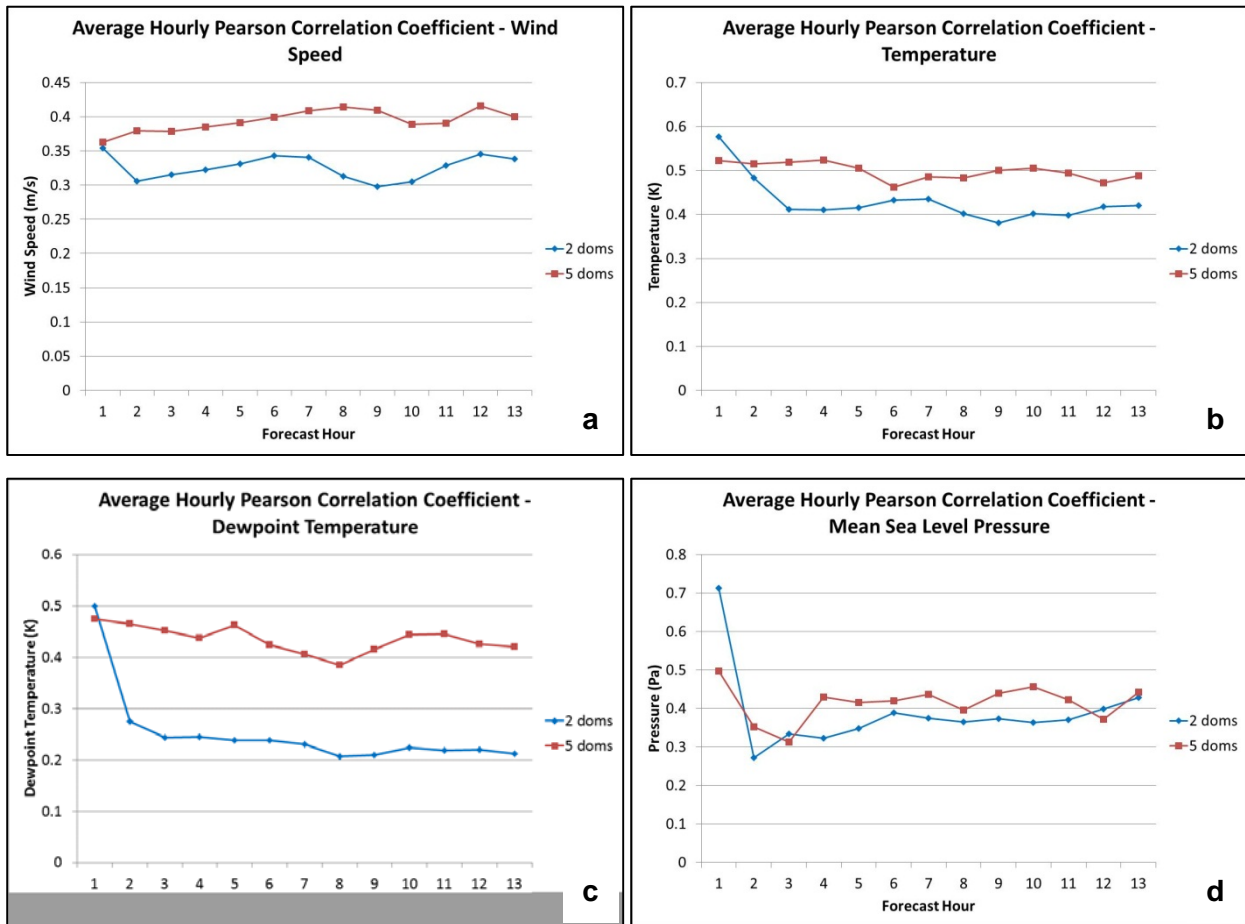 Average Hourly Pearson Correlation Coefficient - Wind
Speed
0.45
0.4
0.35
0.3
0.25
0.2
0.15
0.1
0.05
0
Wind Speed (m/s)
1 2 3 4 5 6 7 8 9 10 11 12 13
Forecast Hour
2 doms
5 doms
a
Average Hourly Pearson Correlation Coefficient -
Temperature
0.7
0.6
0.5
0.4
0.3
0.2
0.1
0
Temperature (K)
1 2 3 4 5 6 7 8 9 10 11 12 13
Forecast Hour
2 doms
5 doms
b
Average Hourly Pearson Correlation Coefficient -
Dewpoint Temperature
0.6
0.5
0.4
0.3
0.2
0.1
0
Dewpoint Temperature (K)
1 2 3 4 5 6 7 8 9 10 11 12 13
2 doms
5 doms
c
Average Hourly Pearson Correlation Coefficient -
Mean Sea Level Pressure
0.8
0.7
0.6
0.5
0.4
0.3
0.2
0.1
0
Pressure (Pa)
1 2 3 4 5 6 7 8 9 10 11 12 13
Forecast Hour
2 doms
5 doms
d